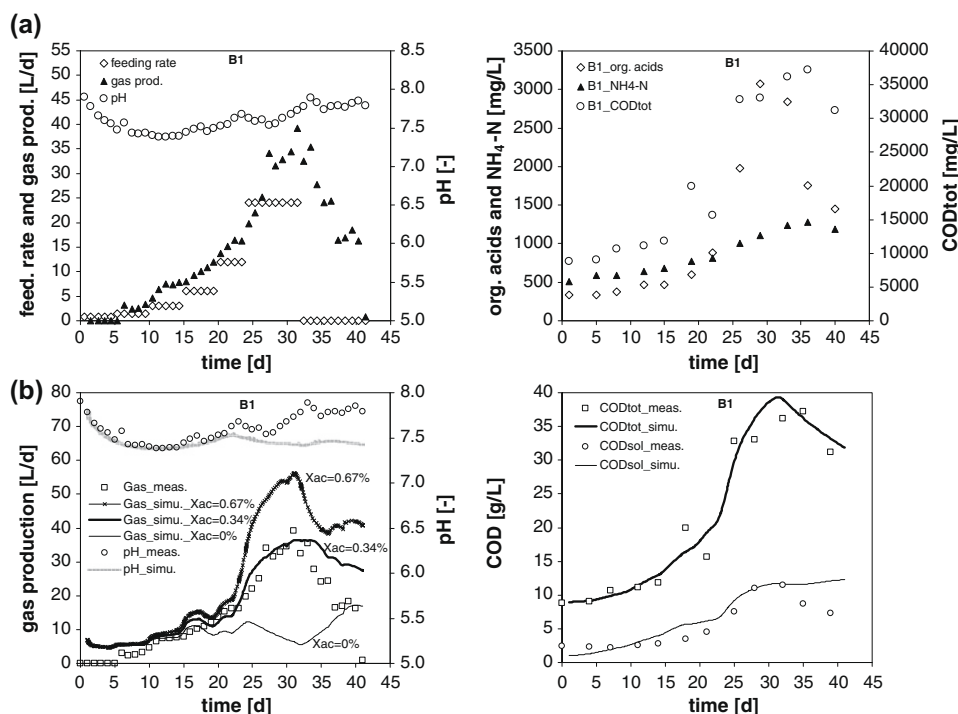 (a)
B1
feeding rate
gas prod.
pH
55
50
45
40
35
30
25
20
15
10
5
0
feed. rate and gas prod. [L/d]
8.5
8.0
7.5
7.0
6.5
6.0
5.5
5.0
pH [-]
0 5 10 15 20 25 30 35 40 45
time [d]
B1
B1_org. acids
B1_NH4-N
B1_CODtot
3500
3000
2500
2000
1500
1000
500
0
org. acids and NH4-N [mg/L]
40000
35000
30000
25000
20000
15000
10000
5000
0
CODtot [mg/L]
0 5 10 15 20 25 30 35 40 45
time [d]
(b)
B1
80
70
60
50
40
30
20
10
0
gas production [L/d]
Gas_meas.
Gas_simu._Xac=0.67%
Gas_simu._Xac=0.34%
Gas_simu._Xac=0%
pH_meas.
pH_simu.
Xac=0.67%
Xac=0.34%
Xac=0%
8.0
7.5
7.0
6.5
6.0
5.5
5.0
pH [-]
0 5 10 15 20 25 30 35 40 45
time [d]
B1
CODtot_meas.
CODtot_simu.
CODsol_meas.
CODsol_simu.
40
35
30
25
20
15
10
5
0
COD [g/L]
0 5 10 15 20 25 30 35 40 45
time [d]